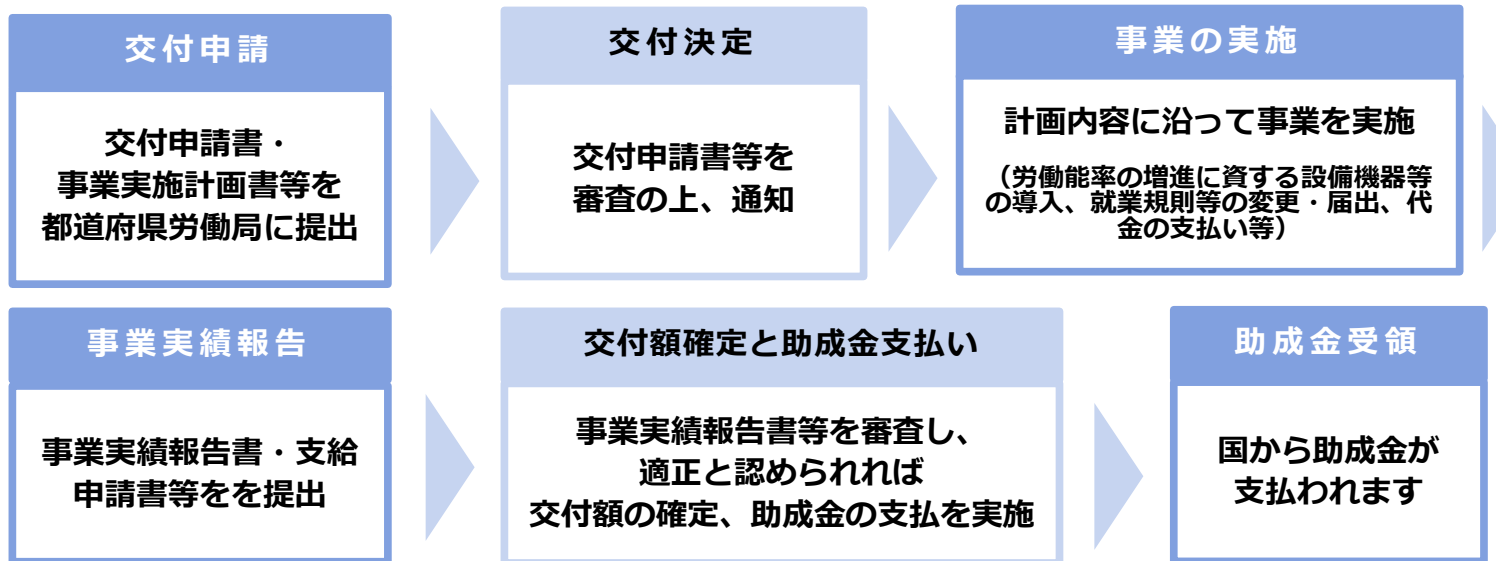 交付申請
交付申請書・
事業実施計画書等を
都道府県労働局に提出
交付決定
交付申請書等を
審査の上、通知
事業の実施
計画内容に沿って事業を実施
（労働能率の増進に資する設備機器等
の導入、就業規則等の変更・届出、代
金の支払い等）
事業実績報告
事業実績報告書・支給
申請書等をを提出
交付額確定と助成金支払い
事業実績報告書等を審査し、
適正と認められれば
交付額の確定、助成金の支払を実施
助成金受領
国から助成金が
支払われます